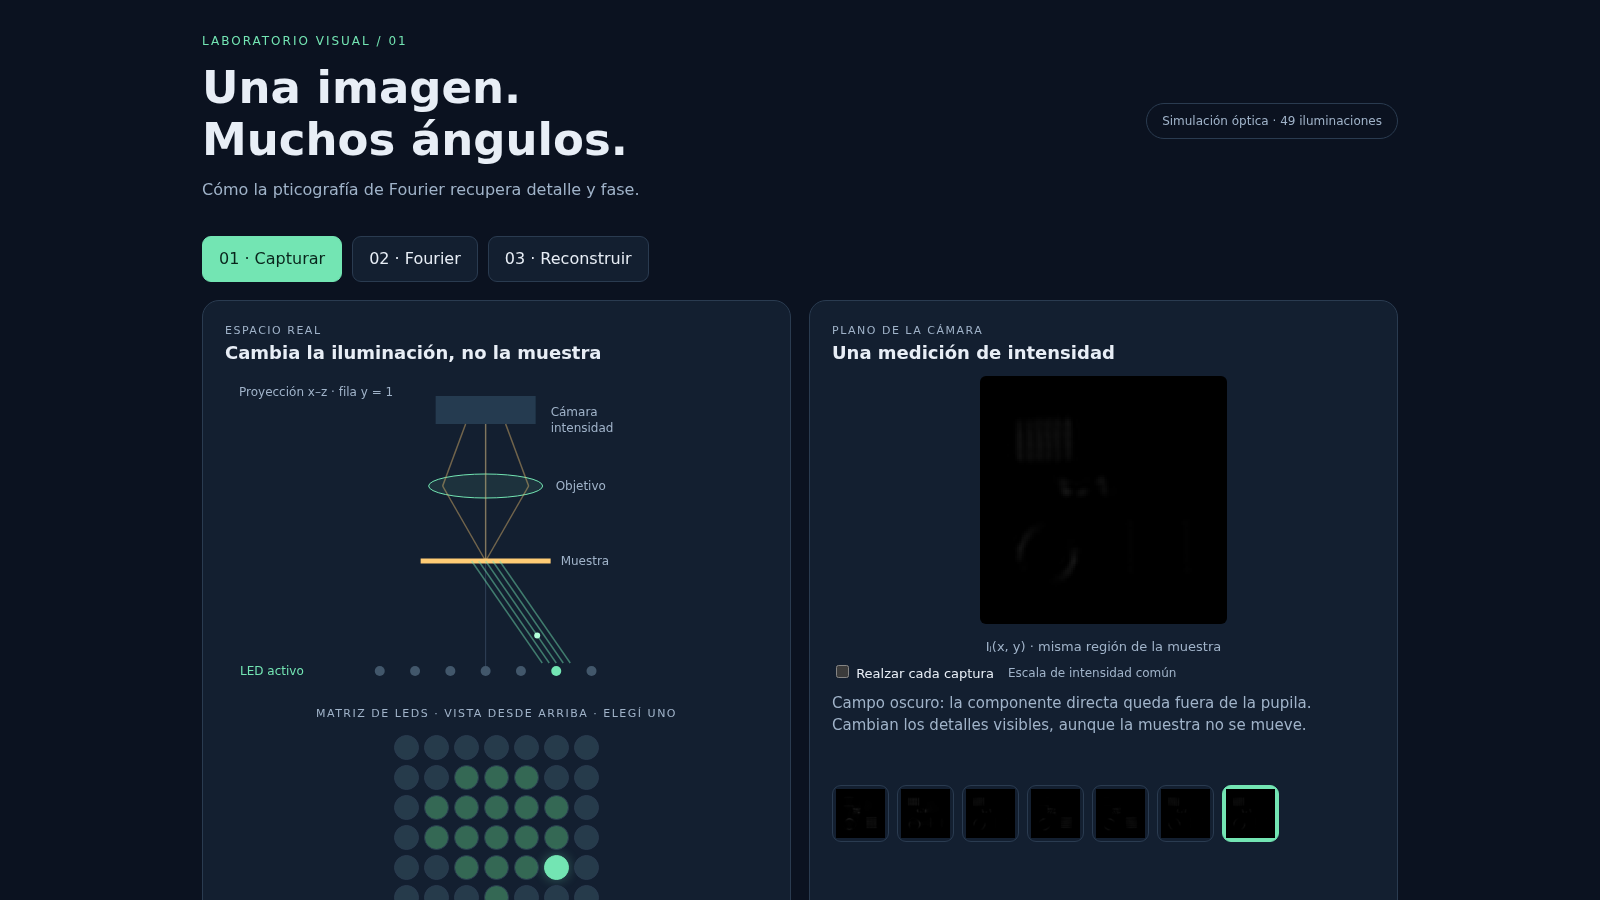 LABORATORIO VISUAL / 01
Una imagen.
Muchos ángulos.
Cómo la pticografía de Fourier recupera detalle y fase.
Simulación óptica · 49 iluminaciones
01 · Capturar
02 · Fourier
03 · Reconstruir
ESPACIO REAL
Cambia la iluminación, no la muestra
Proyección x–z · fila y = 1
Cámara
intensidad
Objetivo
Muestra
LED activo
MATRIZ DE LEDS · VISTA DESDE ARRIBA · ELEGÍ UNO
PLANO DE LA CÁMARA
Una medición de intensidad
Iⱼ(x, y) · misma región de la muestra
Realzar cada captura
Escala de intensidad común
Campo oscuro: la componente directa queda fuera de la pupila.
Cambian los detalles visibles, aunque la muestra no se mueve.